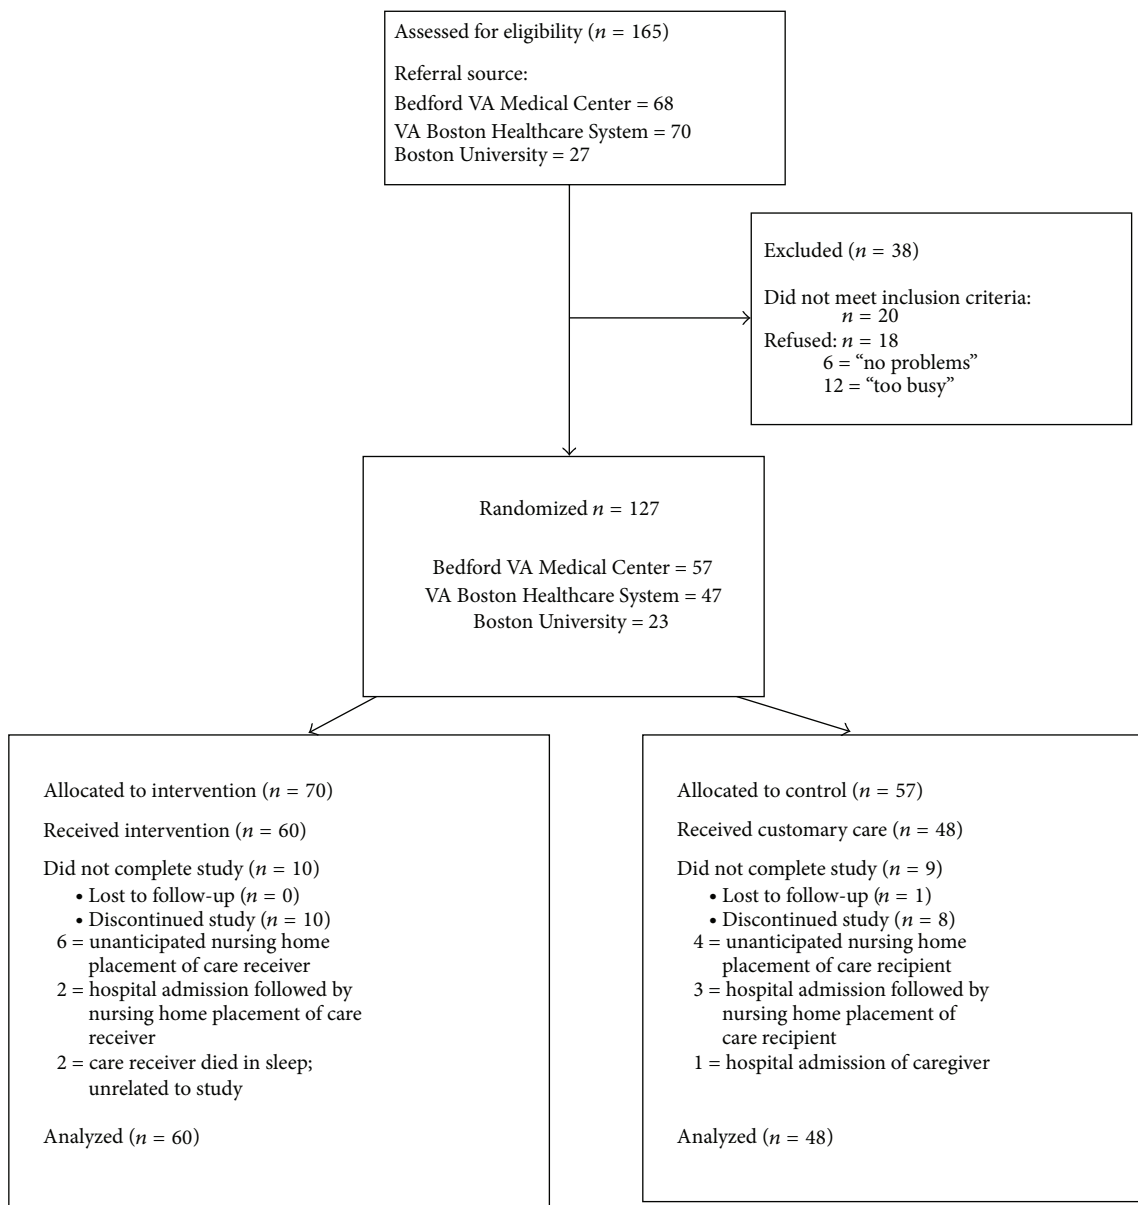 Assessed for eligibility (n = 165)
Referral source:
Bedford VA Medical Center = 68
VA Boston Healthcare System = 70
Boston University = 27
Excluded (n = 38)
Did not meet inclusion criteria:
n = 20
Refused: n = 18
6 = “no problems”
12 = “too busy”
Randomized n = 127
Bedford VA Medical Center = 57
VA Boston Healthcare System = 47
Boston University = 23
Allocated to intervention (n = 70)
Received intervention (n = 60)
Did not complete study (n = 10)
• Lost to follow-up (n = 0)
• Discontinued study (n = 10)
6 = unanticipated nursing home
placement of care receiver
2 = hospital admission followed by
nursing home placement of care
receiver
2 = care receiver died in sleep;
unrelated to study
Analyzed (n = 60)
Allocated to control (n = 57)
Received customary care (n = 48)
Did not complete study (n = 9)
• Lost to follow-up (n = 1)
• Discontinued study (n = 8)
4 = unanticipated nursing home
placement of care recipient
3 = hospital admission followed by
nursing home placement of
care recipient
1 = hospital admission of caregiver
Analyzed (n = 48)